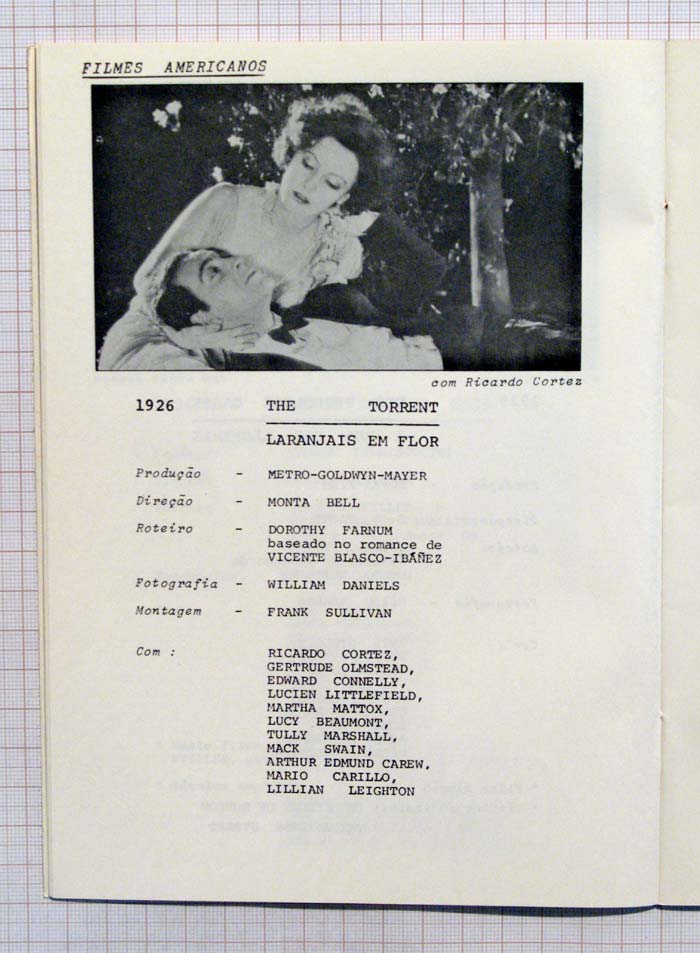 FILMES AMERICANOS
com Ricardo Cortez
1926 THE TORRENT
LARANJAIS EM FLOR
Produção - METRO-GOLDWYN-MAYER
Direção - MONTA BELL
Roteiro - DOROTHY FARNUM
baseado no romance de
VICENTE BLASCO-IBÁÑEZ
Fotografia - WILLIAM DANIELS
Montagem - FRANK SULLIVAN
Com : RICARDO CORTEZ,
GERTRUDE OLMSTEAD,
EDWARD CONNELLY,
LUCIEN LITTLEFIELD,
MARTHA MATTOX,
LUCY BEAUMONT,
TULLY MARSHALL,
MACK SWAIN,
ARTHUR EDMUND CAREW.
MARIO CARILLO,
LILLIAN LEIGHTON